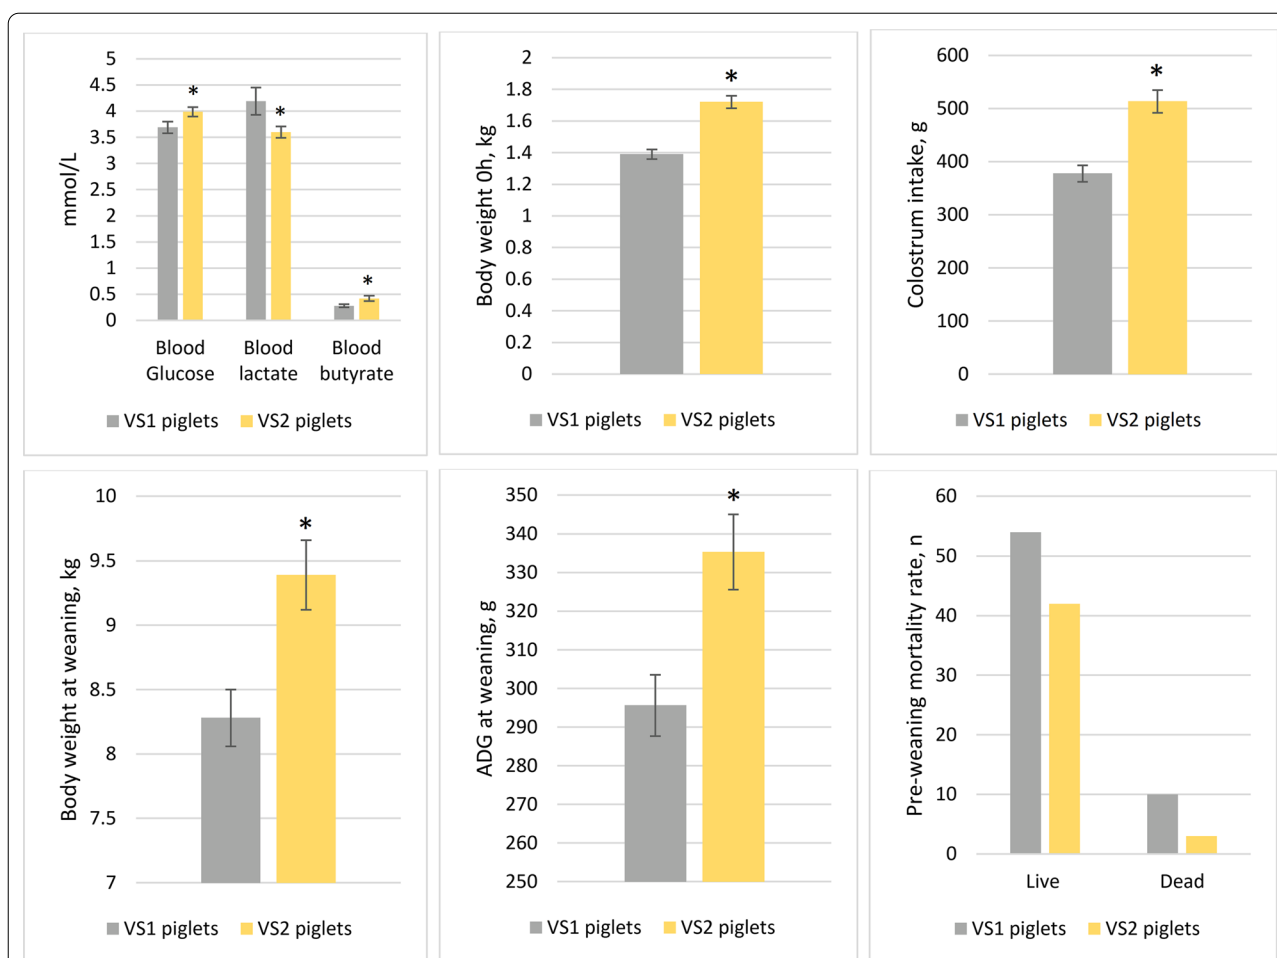 5
4.5
4
3.5
3
2.5
2
1.5
1
0.5
0
mmol/L
*
*
*
Blood Glucose
Blood lactate
Blood butyrate
VS1 piglets
VS2 piglets
2
1.8
1.6
1.4
1.2
1
0.8
0.6
0.4
0.2
0
Body weight 0h, kg
*
VS1 piglets
VS2 piglets
600
500
400
300
200
100
0
Colostrum intake, g
*
VS1 piglets
VS2 piglets
10
9.5
9
8.5
8
7.5
7
Body weight at weaning, kg
*
VS1 piglets
VS2 piglets
350
340
330
320
310
300
290
280
270
260
250
ADG at weaning, g
*
VS1 piglets
VS2 piglets
60
50
40
30
20
10
0
Pre-weaning mortality rate, n
Live
Dead
VS1 piglets
VS2 piglets